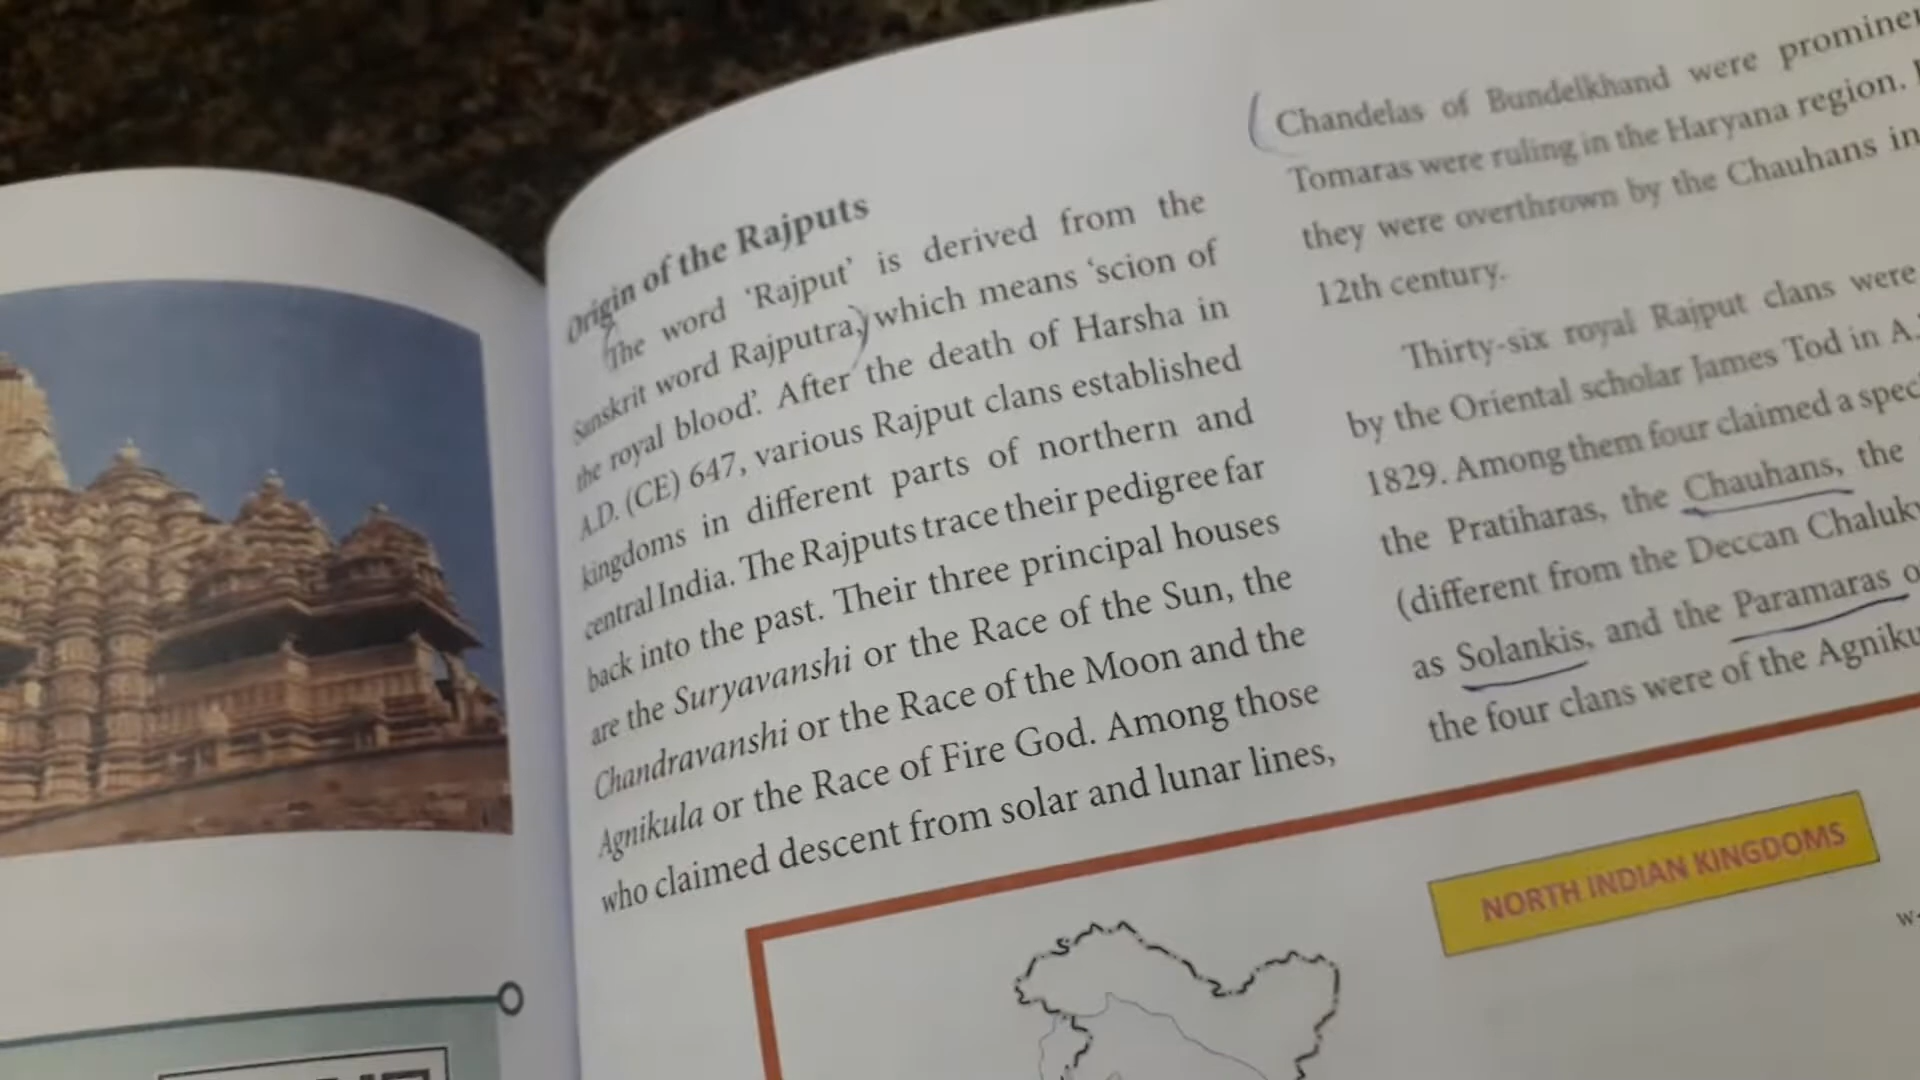 Origin of the Rajputs
The word 'Rajput' is derived from the
Sanskrit word Rajputra, which means 'scion of
the royal blood'. After the death of Harsha in
A.D. (CE) 647, various Rajput clans established
kingdoms in different parts of northern and
central India. The Rajputs trace their pedigree far
back into the past. Their three principal houses
are the Suryavanshi or the Race of the Sun, the
Chandravanshi or the Race of the Moon and the
Agnikula or the Race of Fire God. Among those
who claimed descent from solar and lunar lines,
Chandelas of Bundelkhand were
Tomaras were ruling in the Haryana region.
they were overthrown by the Chauhans in
12th century.
Thirty-six royal Rajput clans were
by the Oriental scholar James Tod in
1829. Among them four claimed a
the Pratiharas, the Chauhans, the
(different from the Deccan
as Solankis, and the Paramaras
the four clans were of the
NORTH INDIAN KINGDOMS
W